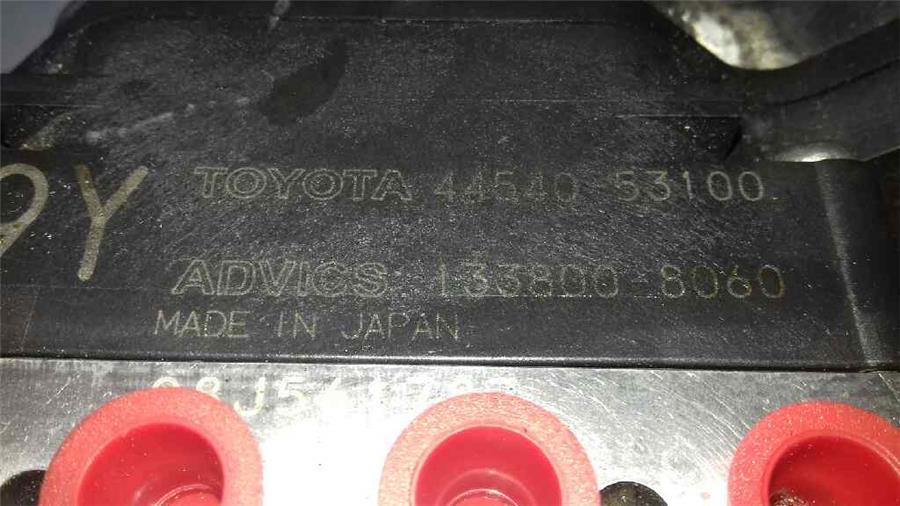 9Y
TOYOTA 44540 53100
ADVICS 133800-8060
MADE IN JAPAN